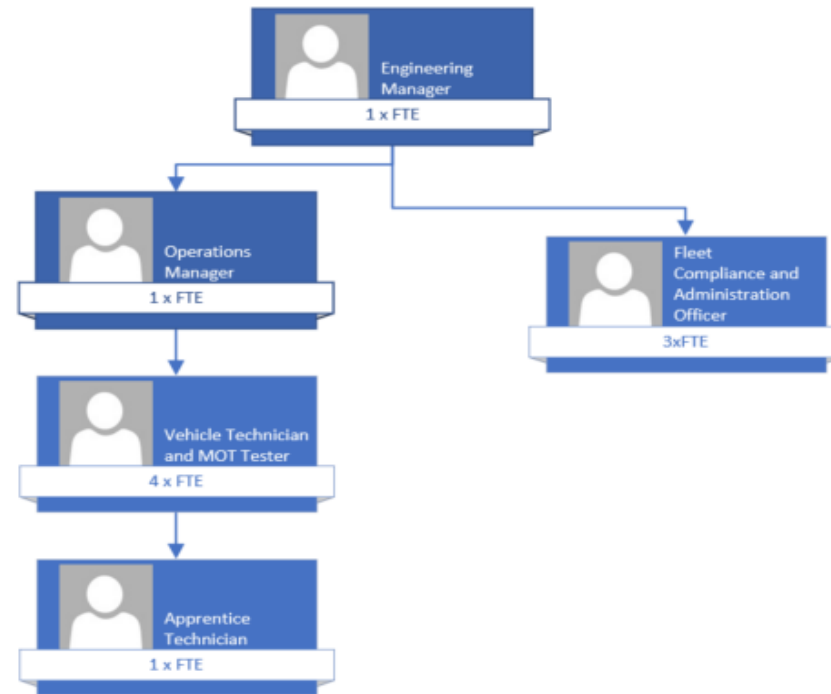 Engineering
Manager
1 x FTE
Operations
Manager
1 x FTE
Fleet
Compliance and
Administration
Officer
3xFTE
Vehicle Technician
and MOT Tester
4 x FTE
Apprentice
Technician
1 x FTE